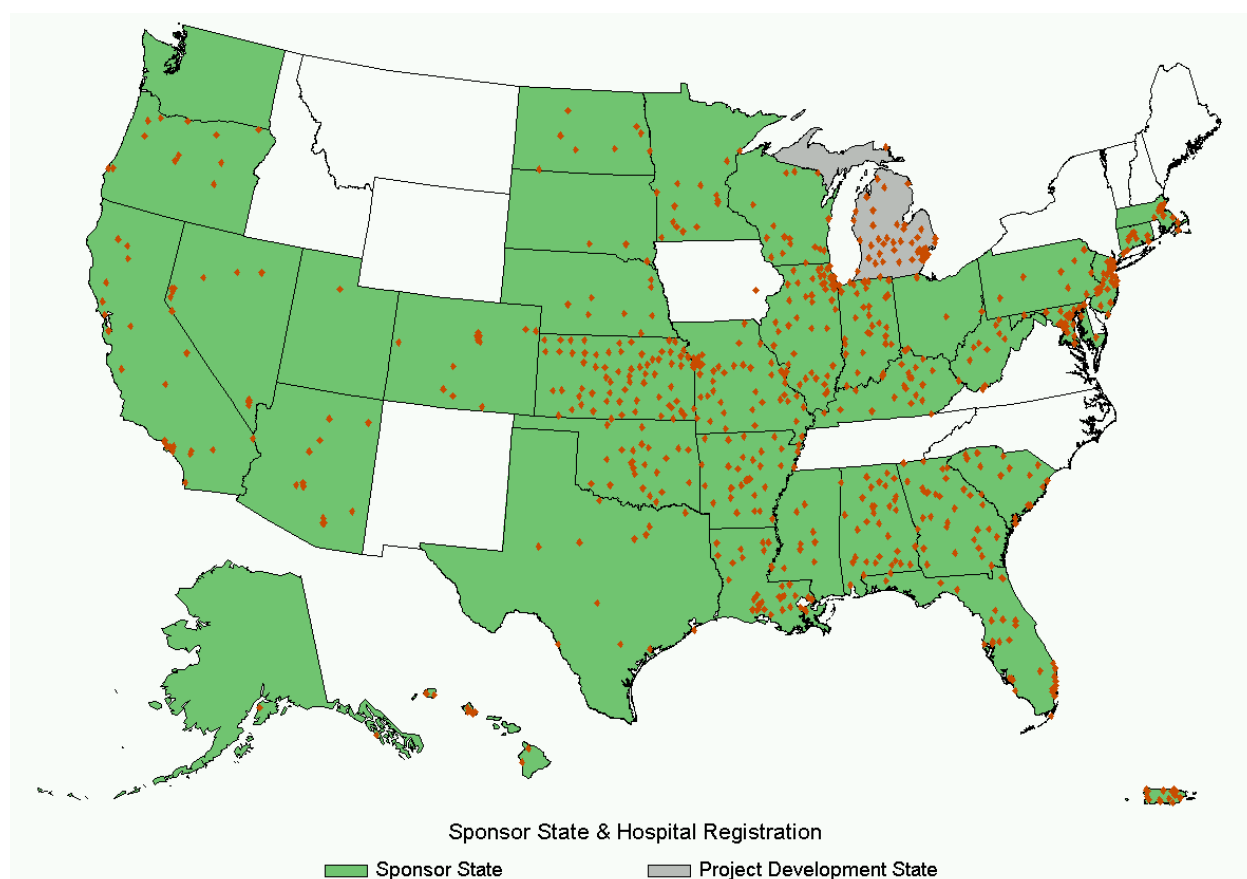 Sponsor State & Hospital Registration
Sponsor State
Project Development State